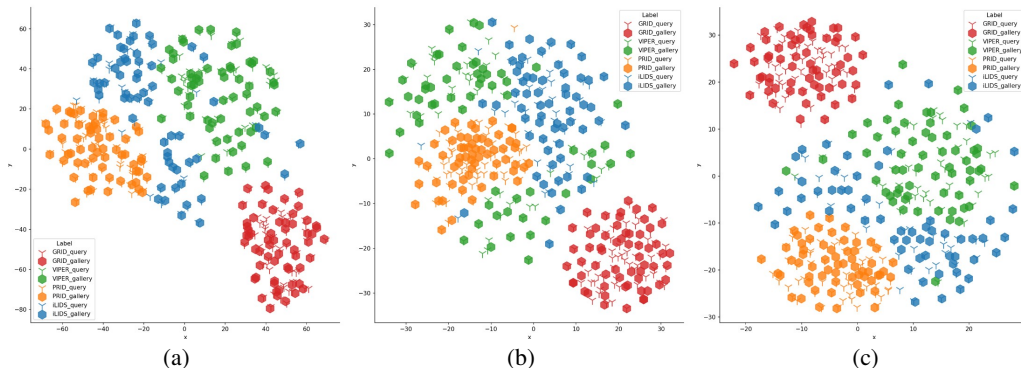 60
40
20
0
−20
−40
−60
−80
−60
−40
−20
0
20
40
60
x
y
Label
GRID_query
GRID_gallery
VIPER_query
VIPER_gallery
PRID_query
PRID_gallery
iLIDS_query
iLIDS_gallery
(a)
30
20
10
0
−10
−20
−30
−30
−20
−10
0
10
20
30
x
y
Label
GRID_query
GRID_gallery
VIPER_query
VIPER_gallery
PRID_query
PRID_gallery
iLIDS_query
iLIDS_gallery
(b)
30
20
10
0
−10
−20
−30
−20
−10
0
10
20
x
y
Label
GRID_query
GRID_gallery
VIPER_query
VIPER_gallery
PRID_query
PRID_gallery
iLIDS_query
iLIDS_gallery
(c)